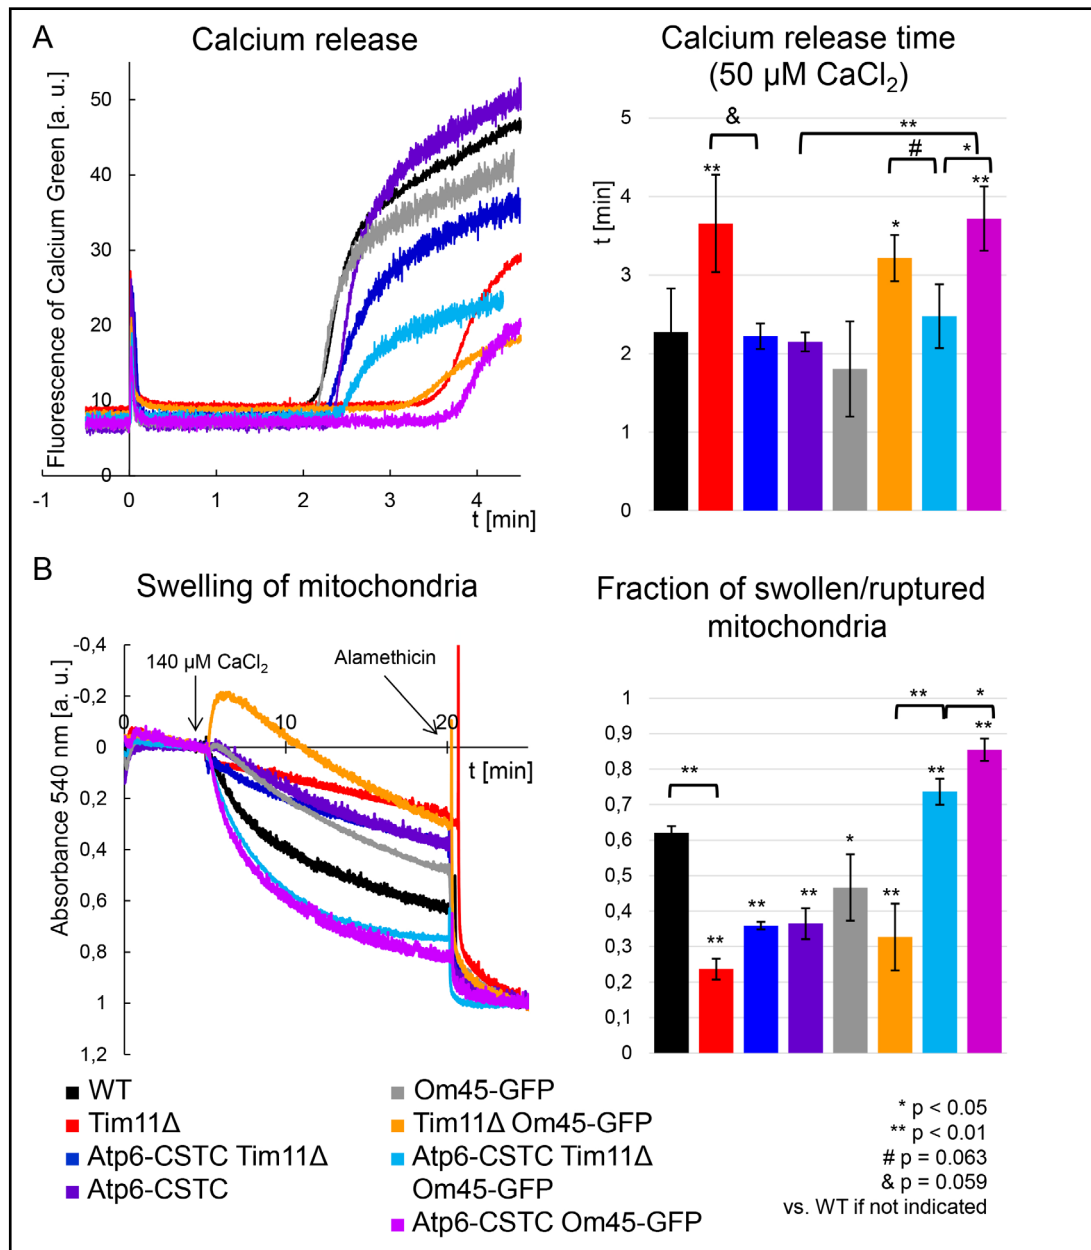 A
Calcium release
Fluorescence of Calcium Green [a. u.]
50
40
30
20
10
0
-1
0
1
2
3
4
t [min]
Calcium release time
(50 µM CaCl2)
t [min]
5
4
3
2
1
0
&
**
**
#
*
*
**
B
Swelling of mitochondria
Absorbance 540 nm [a. u.]
-0,4
-0,2
0
0,2
0,4
0,6
0,8
1
1,2
140 µM CaCl2
Alamethicin
0
10
20
t [min]
Fraction of swollen/ruptured
mitochondria
1
0,9
0,8
0,7
0,6
0,5
0,4
0,3
0,2
0,1
0
**
**
**
**
*
**
**
**
*
**
WT
Tim11Δ
Atp6-CSTC Tim11Δ
Atp6-CSTC
Om45-GFP
Tim11Δ Om45-GFP
Atp6-CSTC Tim11Δ
Om45-GFP
Atp6-CSTC Om45-GFP
* p < 0.05
** p < 0.01
# p = 0.063
& p = 0.059
vs. WT if not indicated